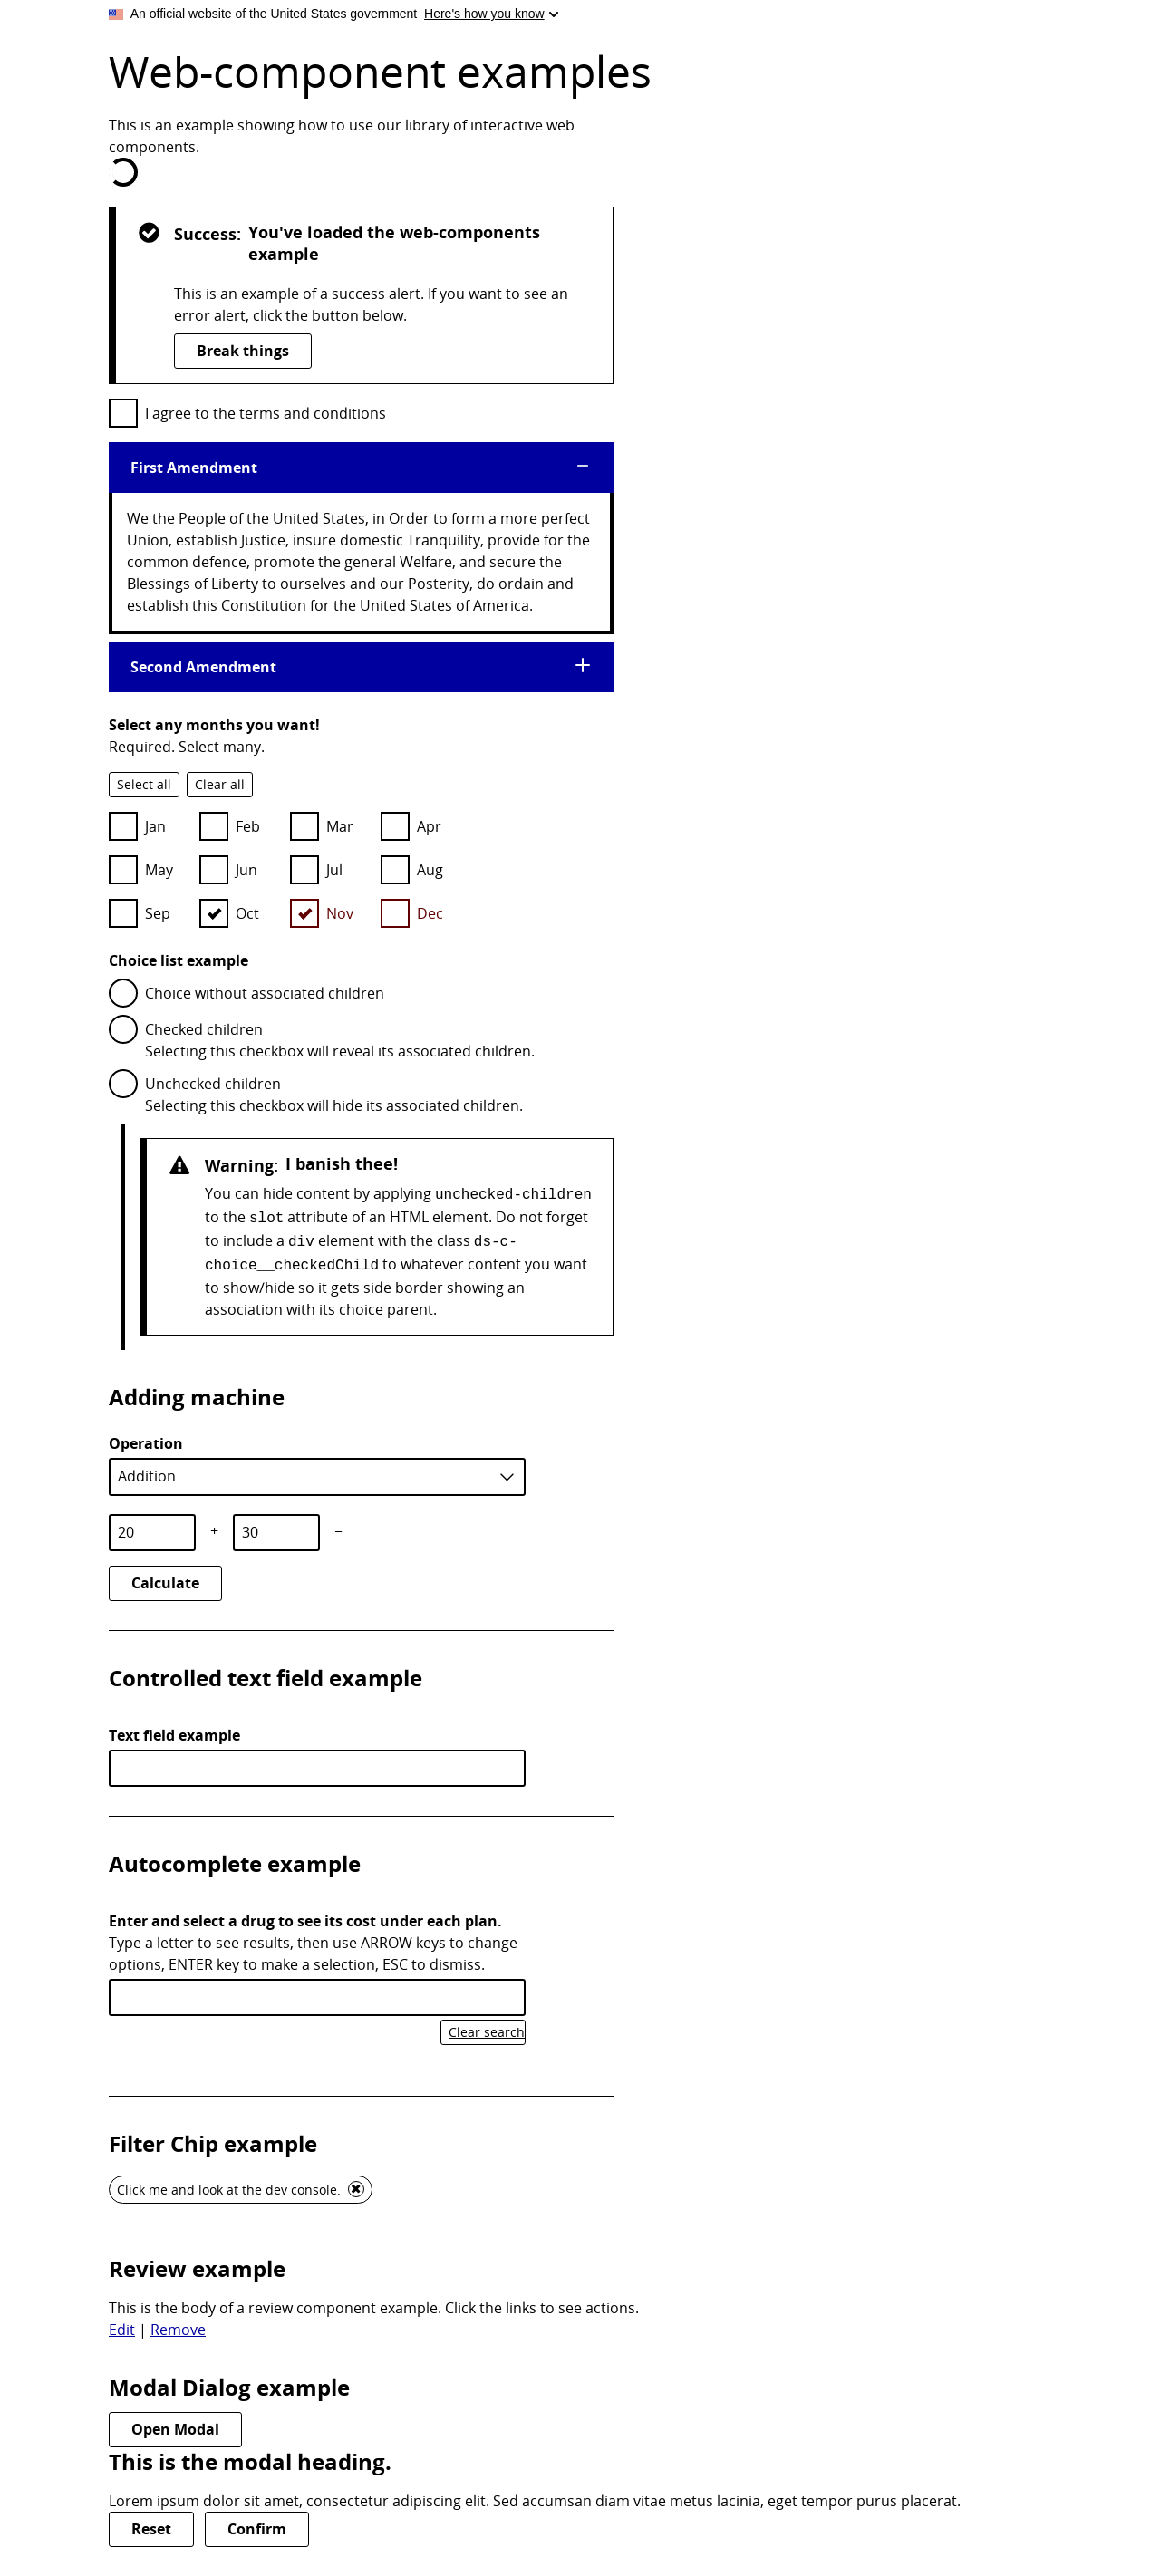 An official website of the United States government Here's how you know
Web-component examples
This is an example showing how to use our library of interactive web
components.
Success: You've loaded the web-components
example
This is an example of a success alert. If you want to see an
error alert, click the button below.
Break things
I agree to the terms and conditions
First Amendment
We the People of the United States, in Order to form a more perfect
Union, establish Justice, insure domestic Tranquility, provide for the
common defence, promote the general Welfare, and secure the
Blessings of Liberty to ourselves and our Posterity, do ordain and
establish this Constitution for the United States of America.
Second Amendment
Select any months you want!
Required. Select many.
Select all Clear all
Jan Feb Mar Apr
May Jun Jul Aug
Sep Oct Nov Dec
Choice list example
Choice without associated children
Checked children
Selecting this checkbox will reveal its associated children.
Unchecked children
Selecting this checkbox will hide its associated children.
Warning: I banish thee!
You can hide content by applying unchecked-children
to the slot attribute of an HTML element. Do not forget
to include a div element with the class ds-c-
choice__checkedChild to whatever content you want
to show/hide so it gets side border showing an
association with its choice parent.
Adding machine
Operation
Addition
20 + 30 =
Calculate
Controlled text field example
Text field example
Autocomplete example
Enter and select a drug to see its cost under each plan.
Type a letter to see results, then use ARROW keys to change
options, ENTER key to make a selection, ESC to dismiss.
Clear search
Filter Chip example
Click me and look at the dev console.
Review example
This is the body of a review component example. Click the links to see actions.
Edit | Remove
Modal Dialog example
Open Modal
This is the modal heading.
Lorem ipsum dolor sit amet, consectetur adipiscing elit. Sed accumsan diam vitae metus lacinia, eget tempor purus placerat.
Reset Confirm